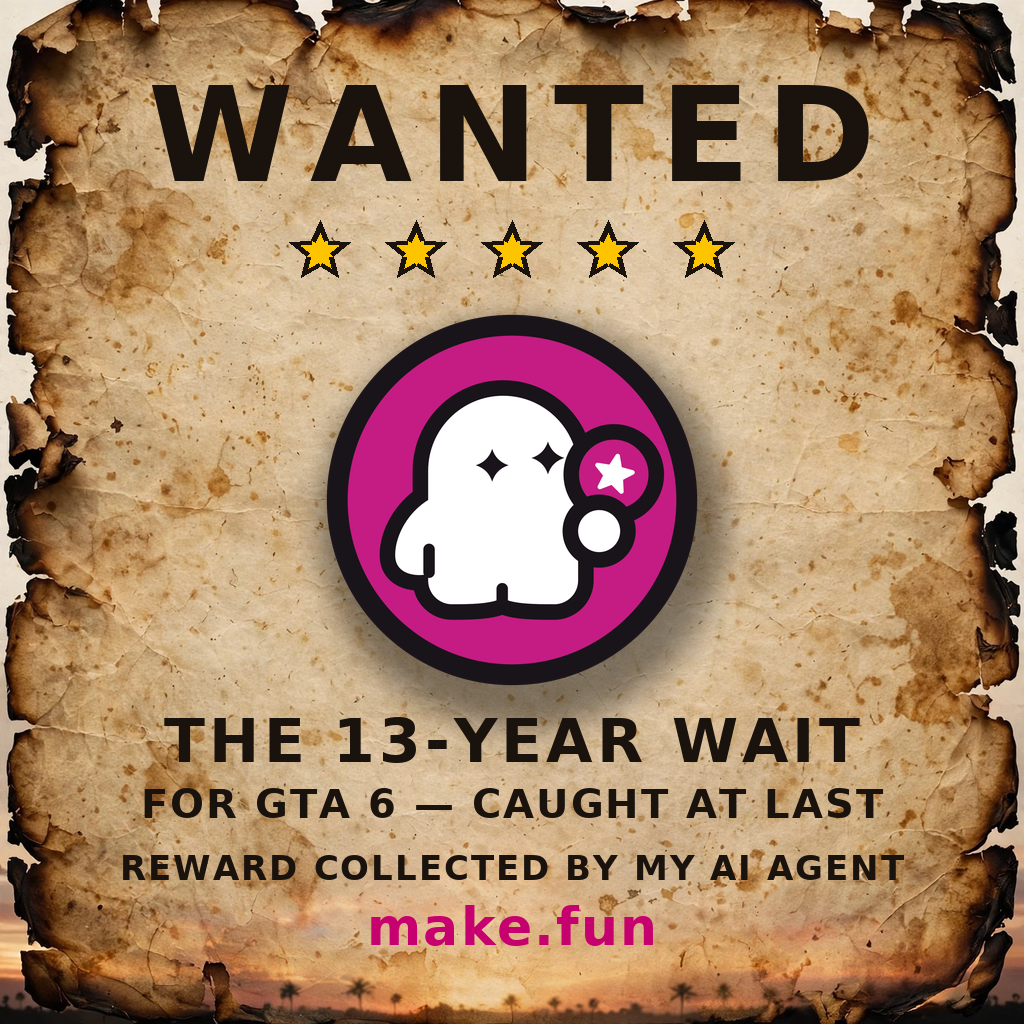 WANTED
THE 13-YEAR WAIT
FOR GTA 6 — CAUGHT AT LAST
REWARD COLLECTED BY MY AI AGENT
make.fun